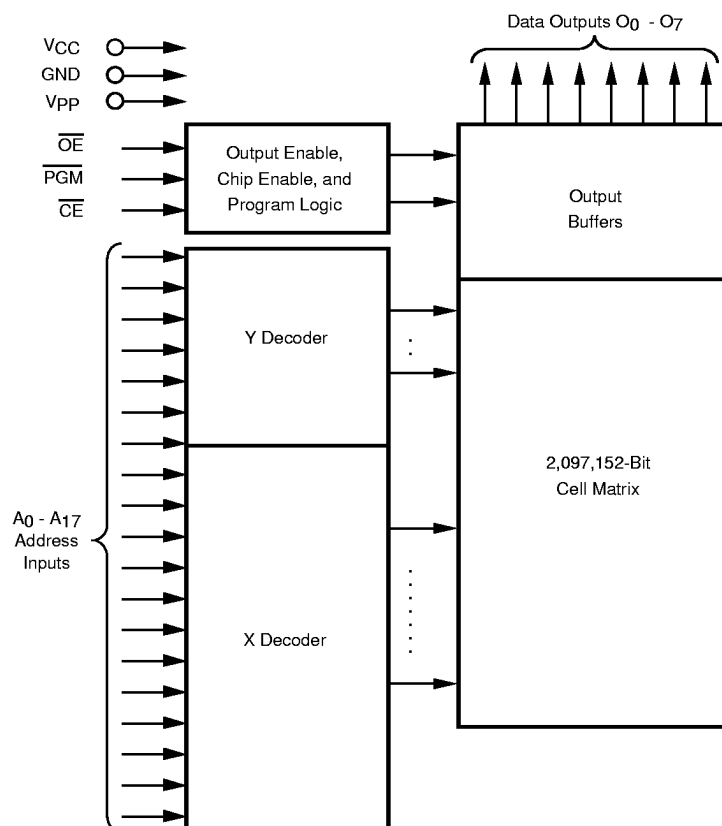 Data Outputs O0 - O7
VCC
GND
VPP
OE
PGM
CE
Output Enable,
Chip Enable, and
Program Logic
Output
Buffers
Y Decoder
2,097,152-Bit
Cell Matrix
A0 - A17
Address
Inputs
X Decoder